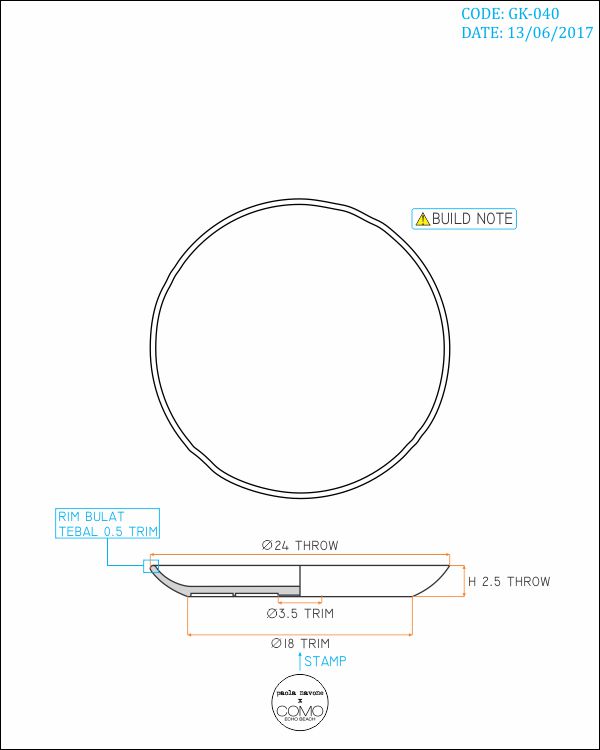 CODE: GK-040
DATE: 13/06/2017
BUILD NOTE
RIM BULAT
TEBAL 0.5 TRIM
Ø24 THROW
H 2.5 THROW
Ø3.5 TRIM
Ø18 TRIM
STAMP
paola navone
x
COMO
ECHO BEACH